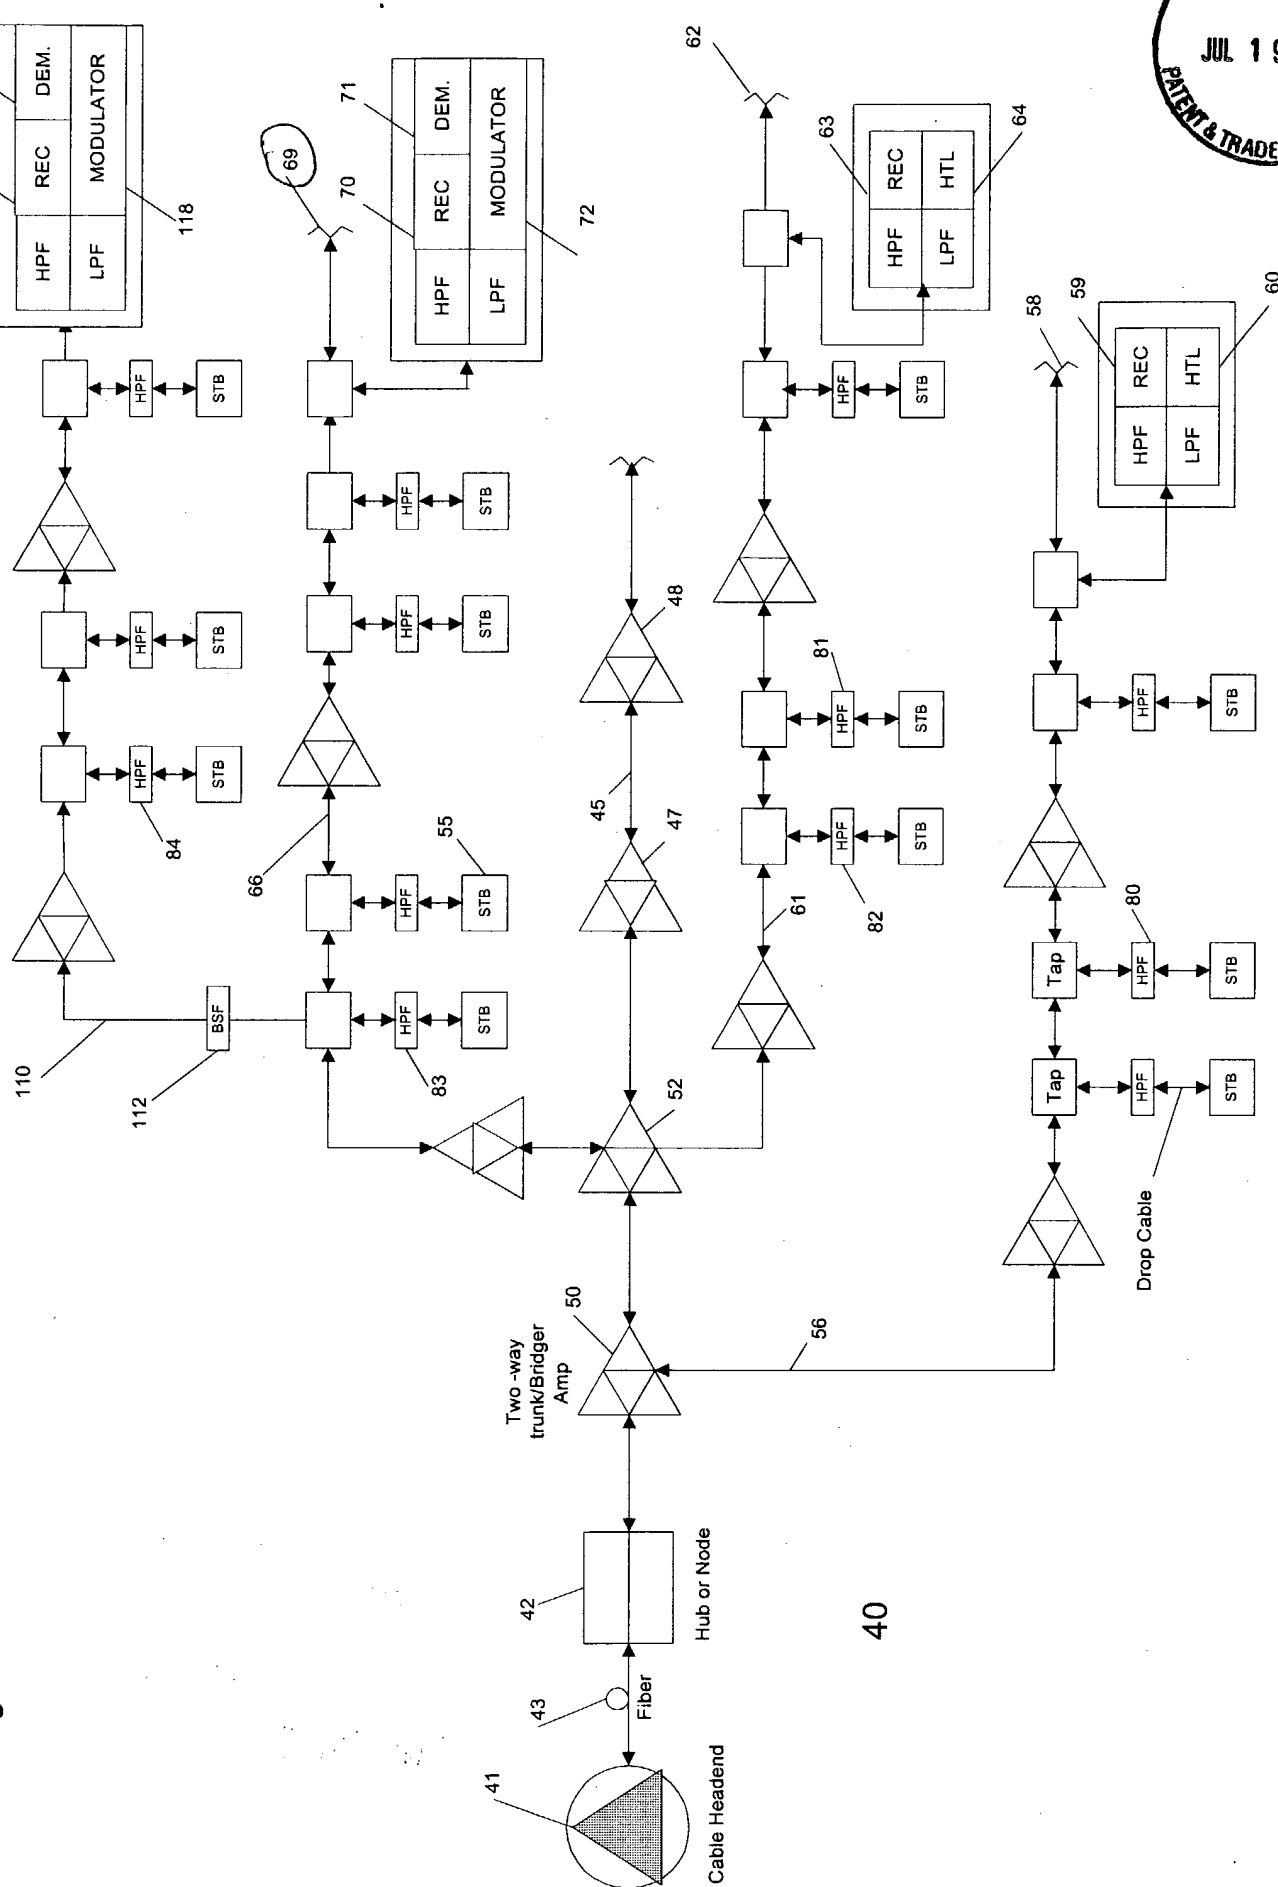 110
112
BSF
84
HPF
STB
HPF
STB
HPF
STB
118
HPF
REC
DEM.
LPF
MODULATOR
83
HPF
STB
66
55
HPF
STB
HPF
STB
HPF
STB
69
70
71
HPF
REC
DEM.
LPF
MODULATOR
72
41
Cable Headend
43
Fiber
42
Hub or Node
Two -way
trunk/Bridger
Amp
50
52
45
47
48
61
82
HPF
STB
81
HPF
STB
HPF
STB
62
63
HPF
REC
LPF
HTL
64
56
Drop Cable
Tap
HPF
STB
Tap
80
HPF
STB
HPF
STB
58
59
HPF
REC
LPF
HTL
60
40
JUL 1
PATENT & TRADE